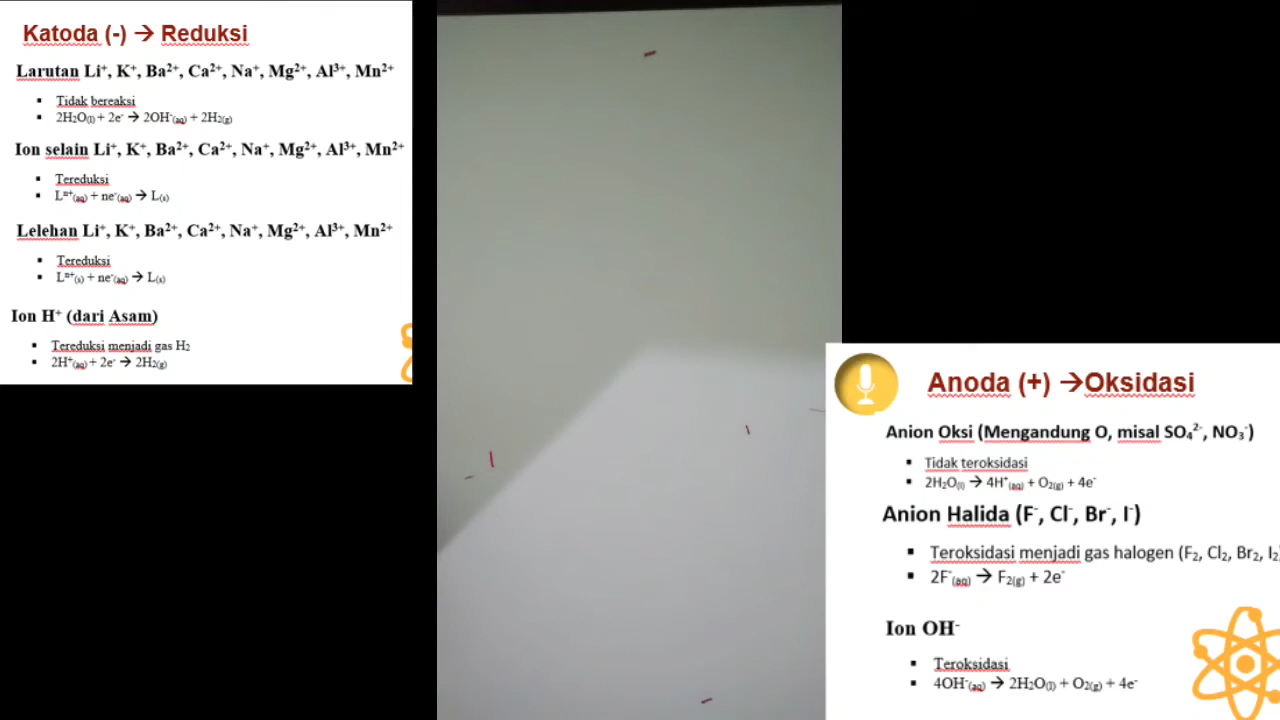 Katoda (-) → Reduksi
Larutan Li⁺, K⁺, Ba²⁺, Ca²⁺, Na⁺, Mg²⁺, Al³⁺, Mn²⁺
▪ Tidak bereaksi
▪ 2H₂O(l) + 2e⁻ → 2OH⁻(aq) + 2H₂(g)
Ion selain Li⁺, K⁺, Ba²⁺, Ca²⁺, Na⁺, Mg²⁺, Al³⁺, Mn²⁺
▪ Tereduksi
▪ Lⁿ⁺(aq) + ne⁻(aq) → L(s)
Lelehan Li⁺, K⁺, Ba²⁺, Ca²⁺, Na⁺, Mg²⁺, Al³⁺, Mn²⁺
▪ Tereduksi
▪ Lⁿ⁺(s) + ne⁻(aq) → L(s)
Ion H⁺ (dari Asam)
▪ Tereduksi menjadi gas H₂
▪ 2H⁺(aq) + 2e⁻ → 2H₂(g)
Anoda (+) →Oksidasi
Anion Oksi (Mengandung O, misal SO₄²⁻, NO₃⁻)
▪ Tidak teroksidasi
▪ 2H₂O(l) → 4H⁺(aq) + O₂(g) + 4e⁻
Anion Halida (F⁻, Cl⁻, Br⁻, I⁻)
▪ Teroksidasi menjadi gas halogen (F₂, Cl₂, Br₂, I₂
▪ 2F⁻(aq) → F₂(g) + 2e⁻
Ion OH⁻
▪ Teroksidasi
▪ 4OH⁻(aq) → 2H₂O(l) + O₂(g) + 4e⁻